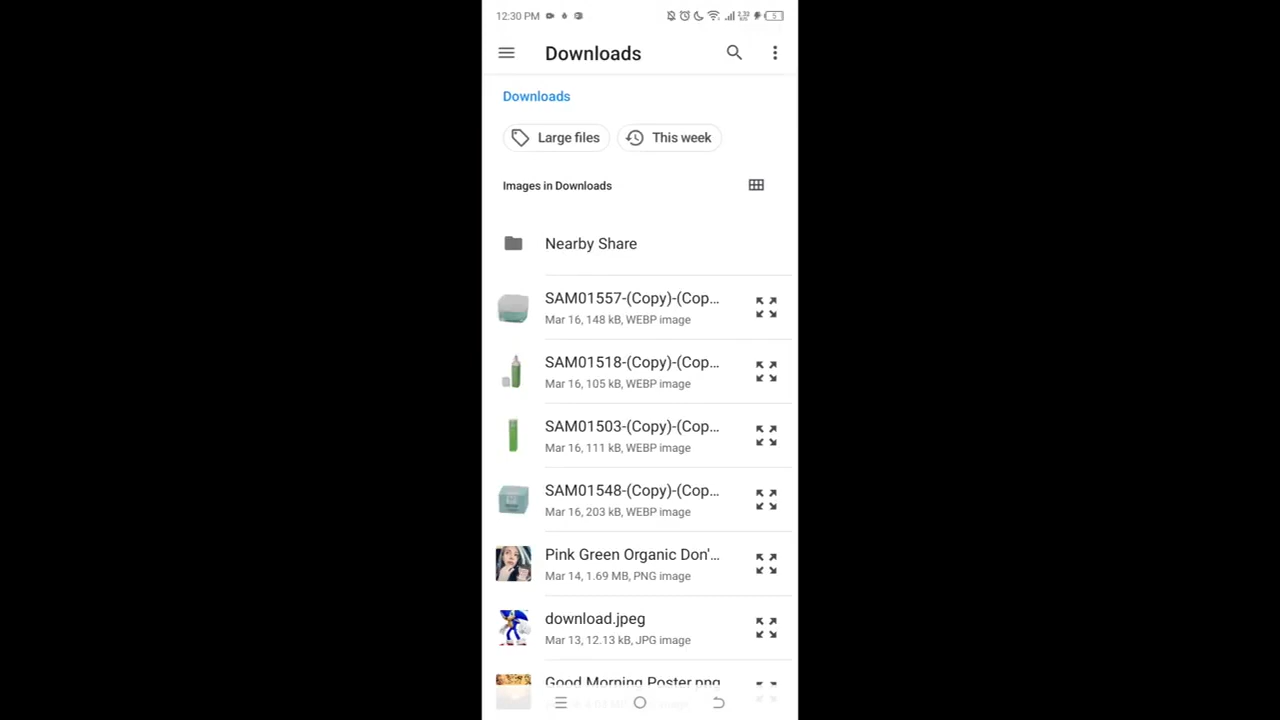 12:30 PM
Downloads
Downloads
Large files
This week
Images in Downloads
Nearby Share
SAM01557-(Copy)-(Cop...
Mar 16, 148 kB, WEBP image
SAM01518-(Copy)-(Cop...
Mar 16, 105 kB, WEBP image
SAM01503-(Copy)-(Cop...
Mar 16, 111 kB, WEBP image
SAM01548-(Copy)-(Cop...
Mar 16, 203 kB, WEBP image
Pink Green Organic Don'...
Mar 14, 1.69 MB, PNG image
download.jpeg
Mar 13, 12.13 kB, JPG image
Good Morning Poster.png